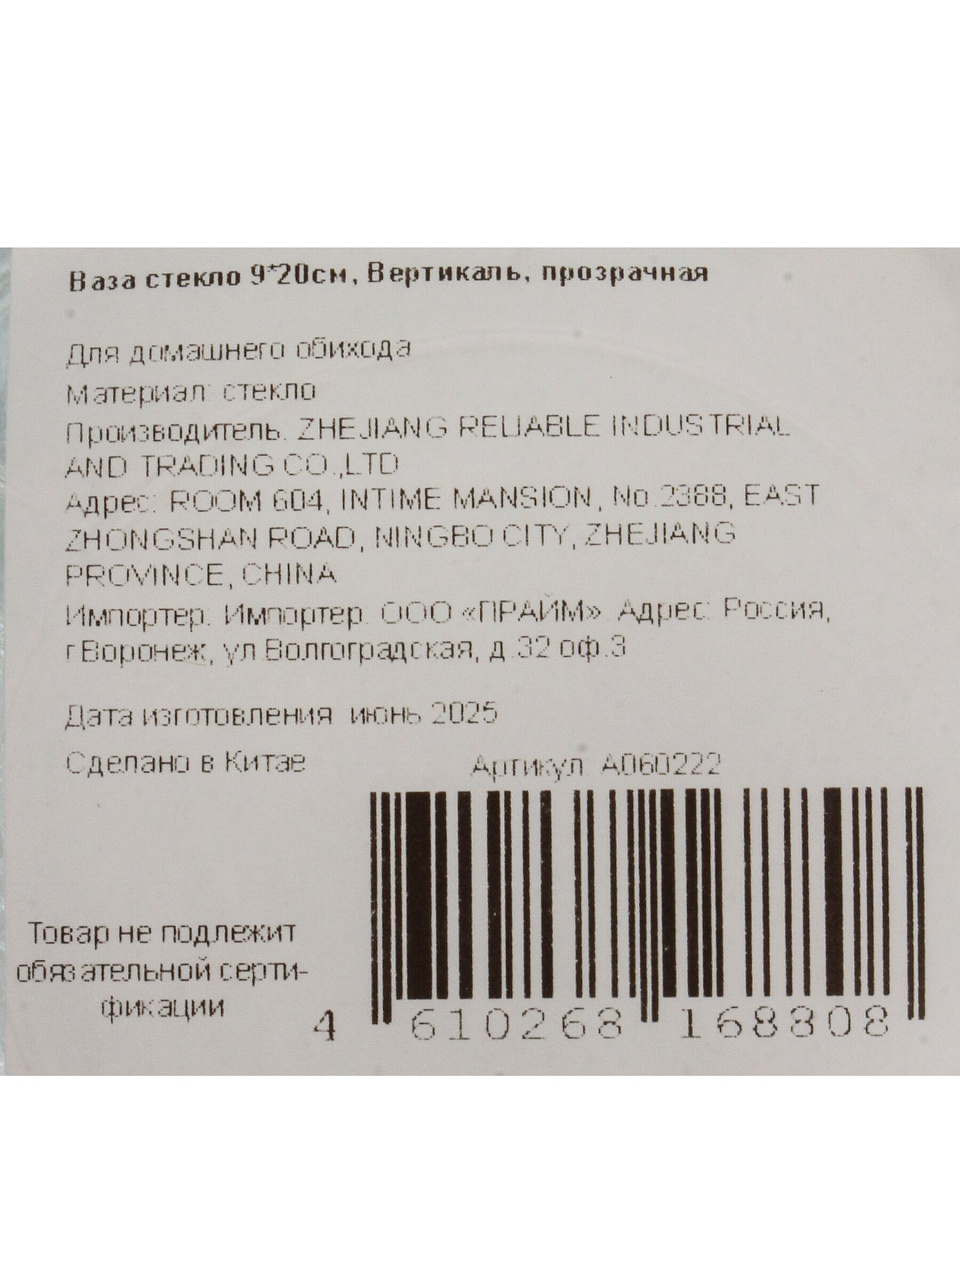 Ваза стекло 9*20см, Вертикаль, прозрачная
Для домашнего обихода
Материал: стекло
Производитель: ZHEJIANG RELIABLE INDUSTRIAL
AND TRADING CO.,LTD
Адрес: ROOM 604, INTIME MANSION, No.2388, EAST
ZHONGSHAN ROAD, NINGBO CITY, ZHEJIANG
PROVINCE, CHINA
Импортер: Импортер: ООО «ПРАЙМ». Адрес: Россия,
г.Воронеж, ул.Волгоградская, д.32 оф.3
Дата изготовления: июнь 2025
Сделано в Китае
Артикул: А060222
Товар не подлежит
обязательной серти-
фикации
4 610268 168808